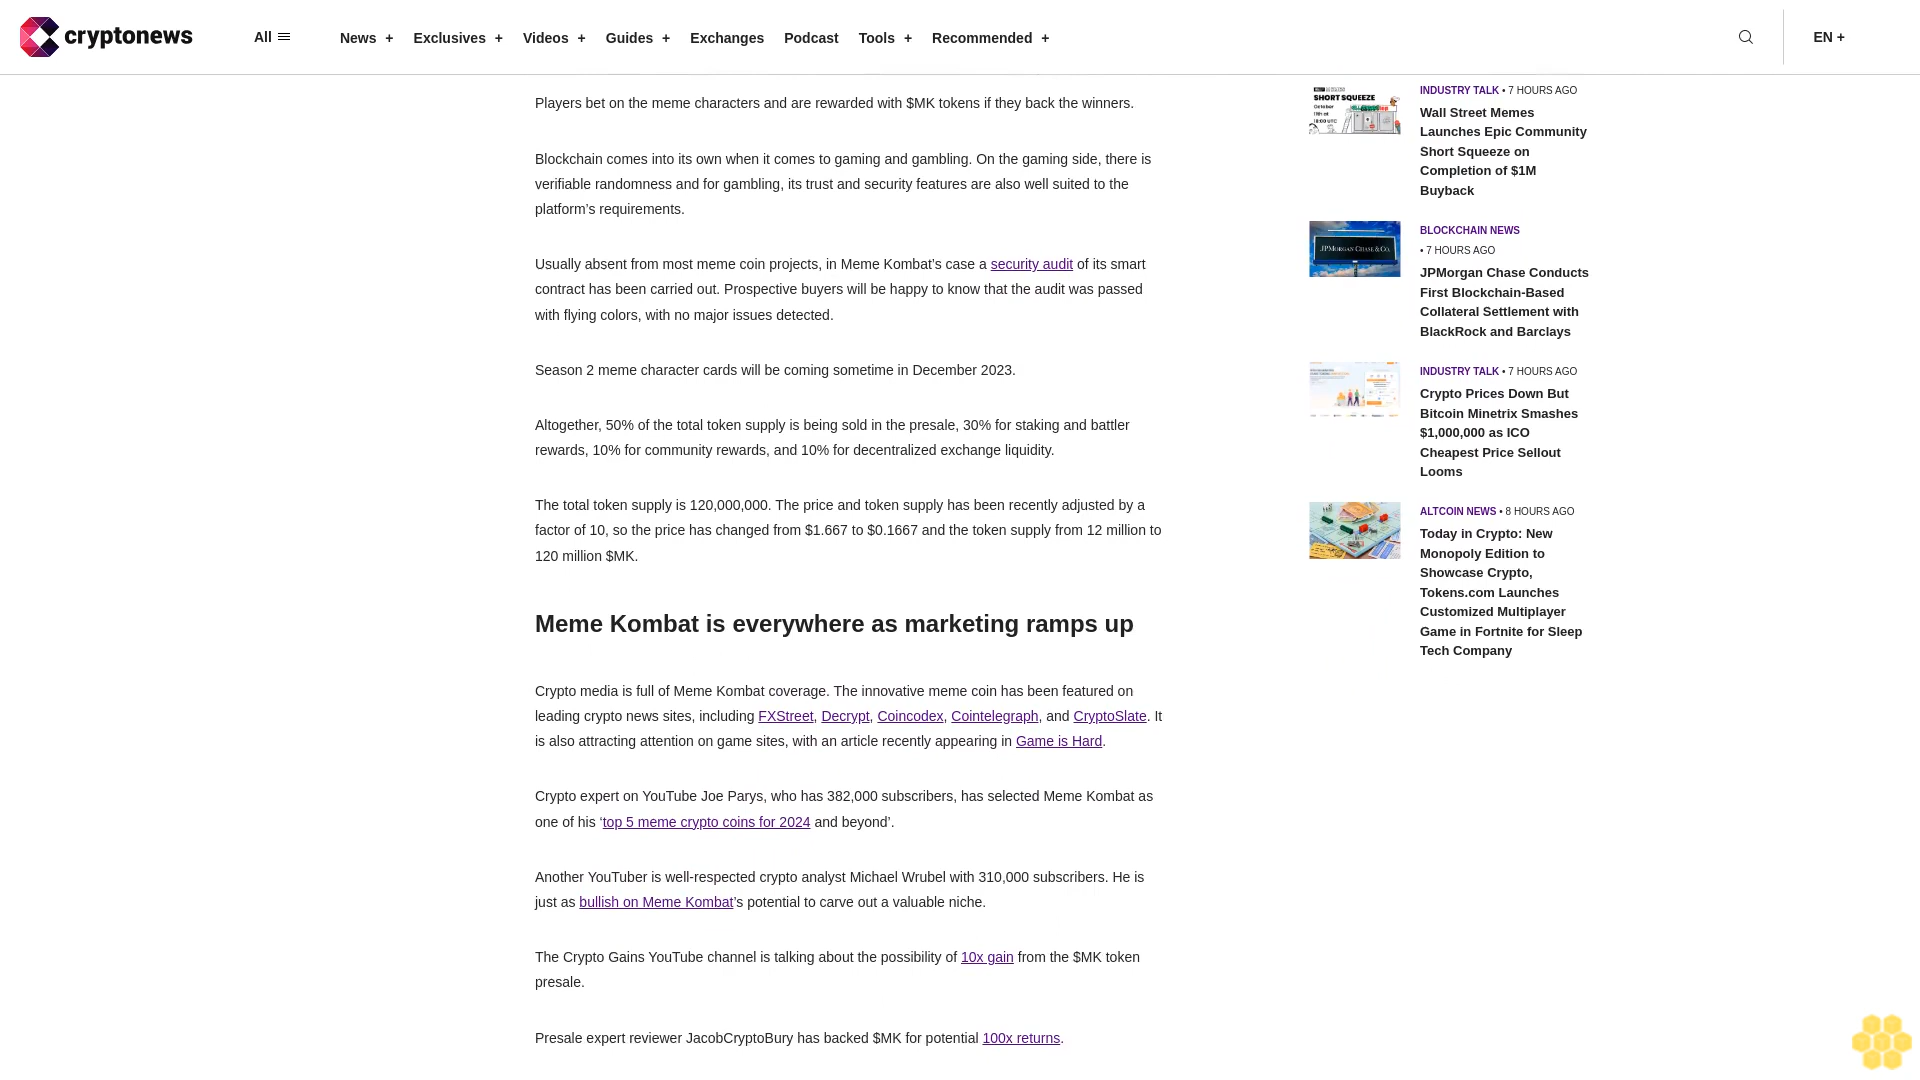 cryptonews
All
News +
Exclusives +
Videos +
Guides +
Exchanges
Podcast
Tools +
Recommended +
EN +
Players bet on the meme characters and are rewarded with $MK tokens if they back the winners.
Blockchain comes into its own when it comes to gaming and gambling. On the gaming side, there is
verifiable randomness and for gambling, its trust and security features are also well suited to the
platform’s requirements.
Usually absent from most meme coin projects, in Meme Kombat’s case a security audit of its smart
contract has been carried out. Prospective buyers will be happy to know that the audit was passed
with flying colors, with no major issues detected.
Season 2 meme character cards will be coming sometime in December 2023.
Altogether, 50% of the total token supply is being sold in the presale, 30% for staking and battler
rewards, 10% for community rewards, and 10% for decentralized exchange liquidity.
The total token supply is 120,000,000. The price and token supply has been recently adjusted by a
factor of 10, so the price has changed from $1.667 to $0.1667 and the token supply from 12 million to
120 million $MK.
Meme Kombat is everywhere as marketing ramps up
Crypto media is full of Meme Kombat coverage. The innovative meme coin has been featured on
leading crypto news sites, including FXStreet, Decrypt, Coincodex, Cointelegraph, and CryptoSlate. It
is also attracting attention on game sites, with an article recently appearing in Game is Hard.
Crypto expert on YouTube Joe Parys, who has 382,000 subscribers, has selected Meme Kombat as
one of his ‘top 5 meme crypto coins for 2024 and beyond’.
Another YouTuber is well-respected crypto analyst Michael Wrubel with 310,000 subscribers. He is
just as bullish on Meme Kombat’s potential to carve out a valuable niche.
The Crypto Gains YouTube channel is talking about the possibility of 10x gain from the $MK token
presale.
Presale expert reviewer JacobCryptoBury has backed $MK for potential 100x returns.
SHORT SQUEEZE
October
INDUSTRY TALK • 7 HOURS AGO
Wall Street Memes
Launches Epic Community
Short Squeeze on
Completion of $1M
Buyback
JPMORGAN CHASE & CO.
BLOCKCHAIN NEWS
• 7 HOURS AGO
JPMorgan Chase Conducts
First Blockchain-Based
Collateral Settlement with
BlackRock and Barclays
INDUSTRY TALK • 7 HOURS AGO
Crypto Prices Down But
Bitcoin Minetrix Smashes
$1,000,000 as ICO
Cheapest Price Sellout
Looms
ALTCOIN NEWS • 8 HOURS AGO
Today in Crypto: New
Monopoly Edition to
Showcase Crypto,
Tokens.com Launches
Customized Multiplayer
Game in Fortnite for Sleep
Tech Company